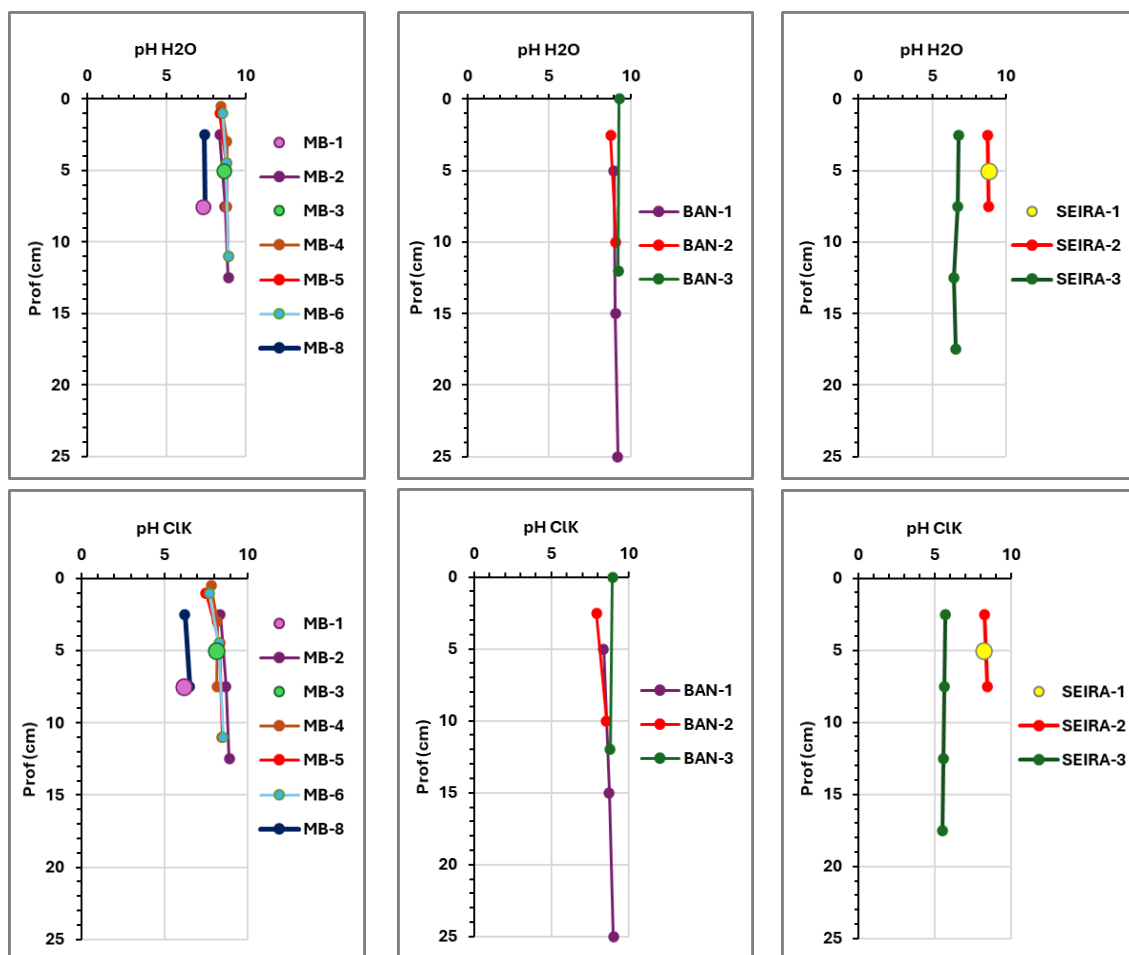 pH H2O
0 5 10
0
5
10
15
20
25
Prof (cm)
MB-1
MB-2
MB-3
MB-4
MB-5
MB-6
MB-8
pH H2O
0 5 10
0
5
10
15
20
25
Prof (cm)
BAN-1
BAN-2
BAN-3
pH H2O
0 5 10
0
5
10
15
20
25
Prof (cm)
SEIRA-1
SEIRA-2
SEIRA-3
pH ClK
0 5 10
0
5
10
15
20
25
Prof (cm)
MB-1
MB-2
MB-3
MB-4
MB-5
MB-6
MB-8
pH ClK
0 5 10
0
5
10
15
20
25
Prof (cm)
BAN-1
BAN-2
BAN-3
pH ClK
0 5 10
0
5
10
15
20
25
Prof (cm)
SEIRA-1
SEIRA-2
SEIRA-3